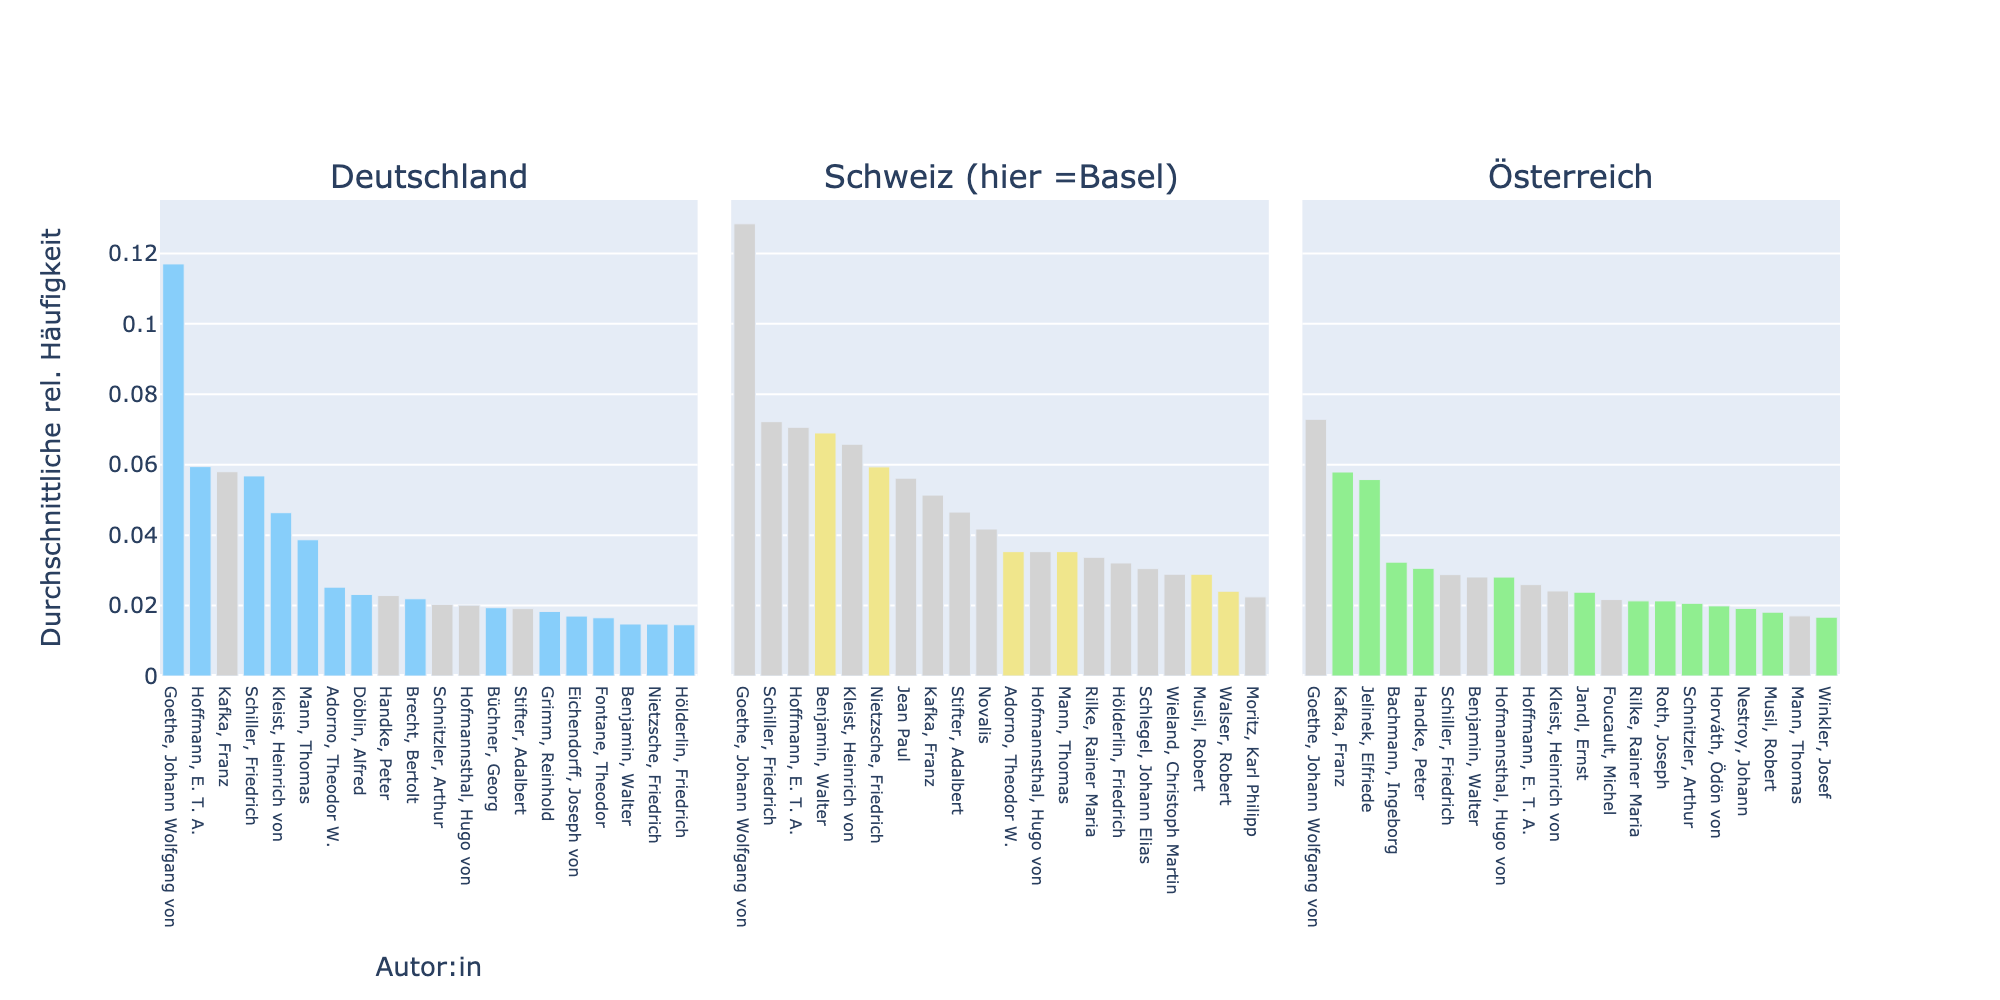 Deutschland
Schweiz (hier =Basel)
Österreich
Durchschnittliche rel. Häufigkeit
0.12
0.1
0.08
0.06
0.04
0.02
0
Goethe, Johann Wolfgang von
Hoffmann, E. T. A.
Kafka, Franz
Schiller, Friedrich
Kleist, Heinrich von
Mann, Thomas
Adorno, Theodor W.
Döblin, Alfred
Handke, Peter
Brecht, Bertolt
Schnitzler, Arthur
Hofmannsthal, Hugo von
Büchner, Georg
Stifter, Adalbert
Grimm, Reinhold
Eichendorff, Joseph von
Fontane, Theodor
Benjamin, Walter
Nietzsche, Friedrich
Hölderlin, Friedrich
Goethe, Johann Wolfgang von
Schiller, Friedrich
Hoffmann, E. T. A.
Benjamin, Walter
Kleist, Heinrich von
Nietzsche, Friedrich
Jean Paul
Kafka, Franz
Stifter, Adalbert
Novalis
Adorno, Theodor W.
Hofmannsthal, Hugo von
Mann, Thomas
Rilke, Rainer Maria
Hölderlin, Friedrich
Schlegel, Johann Elias
Wieland, Christoph Martin
Musil, Robert
Walser, Robert
Moritz, Karl Philipp
Goethe, Johann Wolfgang von
Kafka, Franz
Jelinek, Elfriede
Bachmann, Ingeborg
Handke, Peter
Schiller, Friedrich
Benjamin, Walter
Hofmannsthal, Hugo von
Hoffmann, E. T. A.
Kleist, Heinrich von
Jandl, Ernst
Foucault, Michel
Rilke, Rainer Maria
Roth, Joseph
Schnitzler, Arthur
Horváth, Ödön von
Nestroy, Johann
Musil, Robert
Mann, Thomas
Winkler, Josef
Autor:in